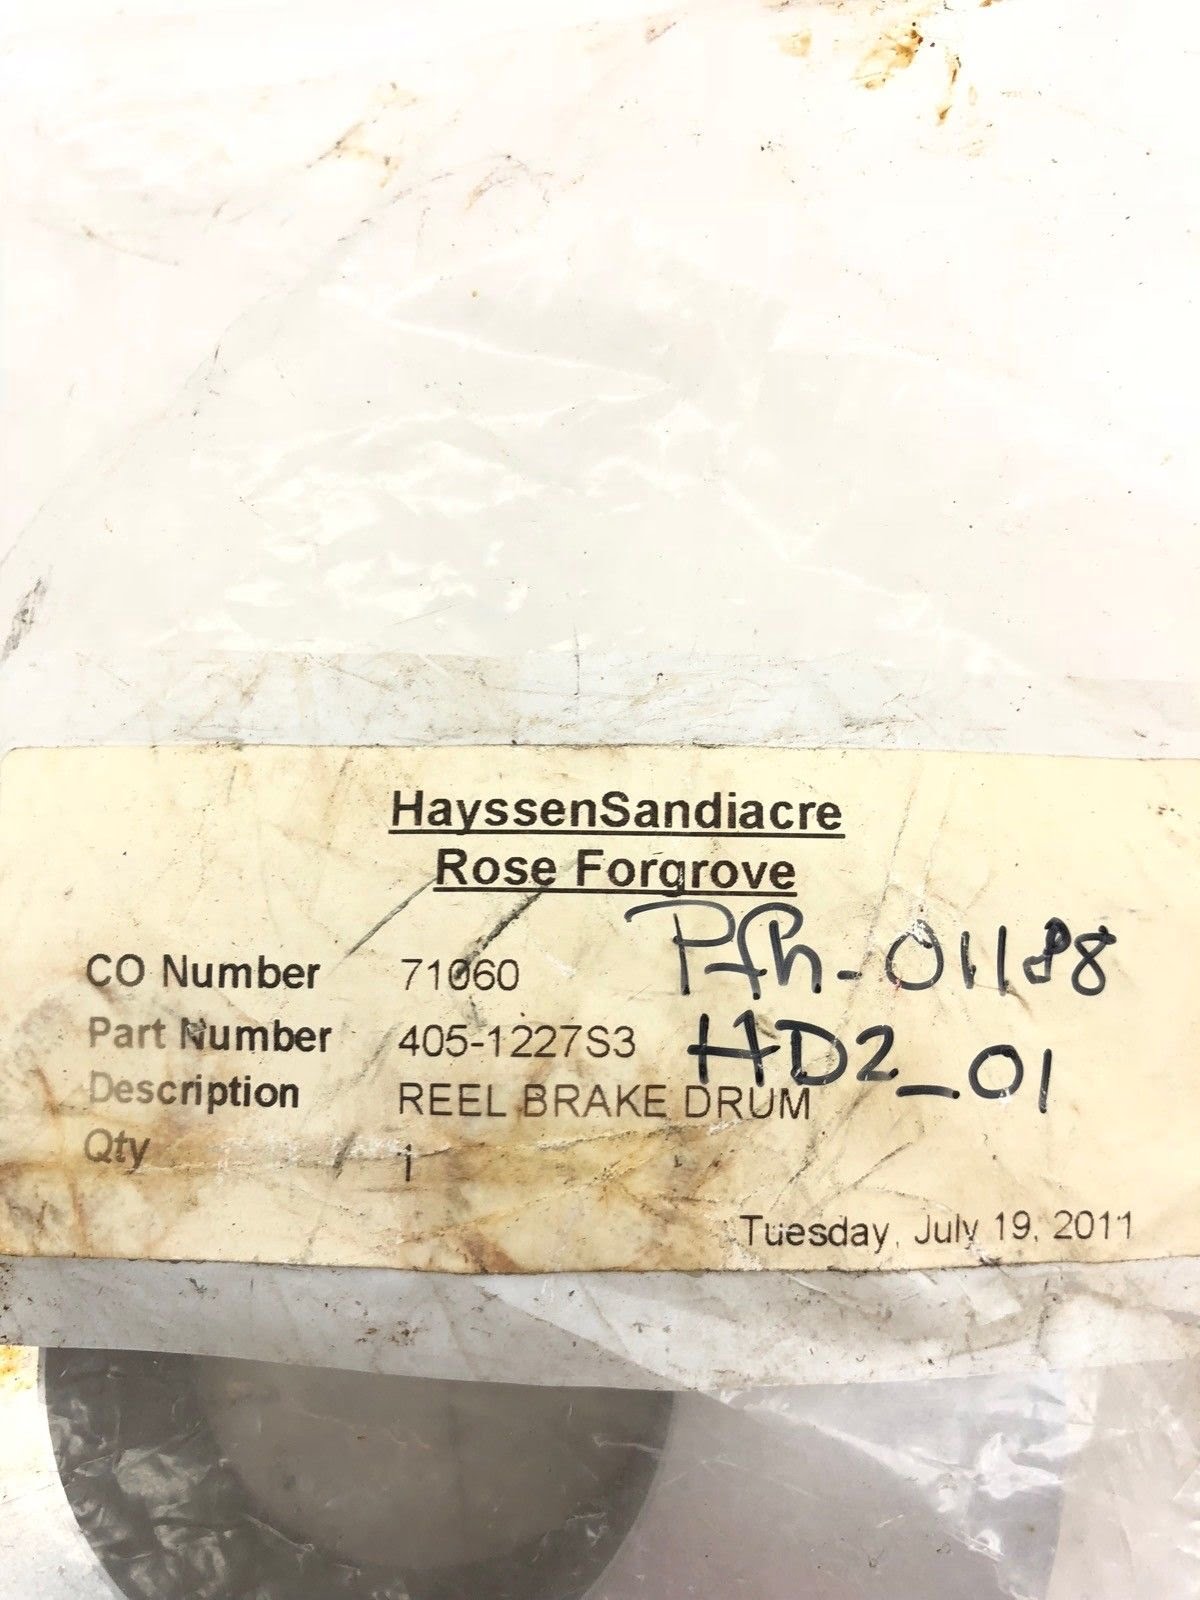 HayssenSandiacre
Rose Forgrove
CO Number 71060
Pfh-01188
Part Number 405-1227S3
HD2_01
Description REEL BRAKE DRUM
Qty 1
Tuesday, July 19, 2011